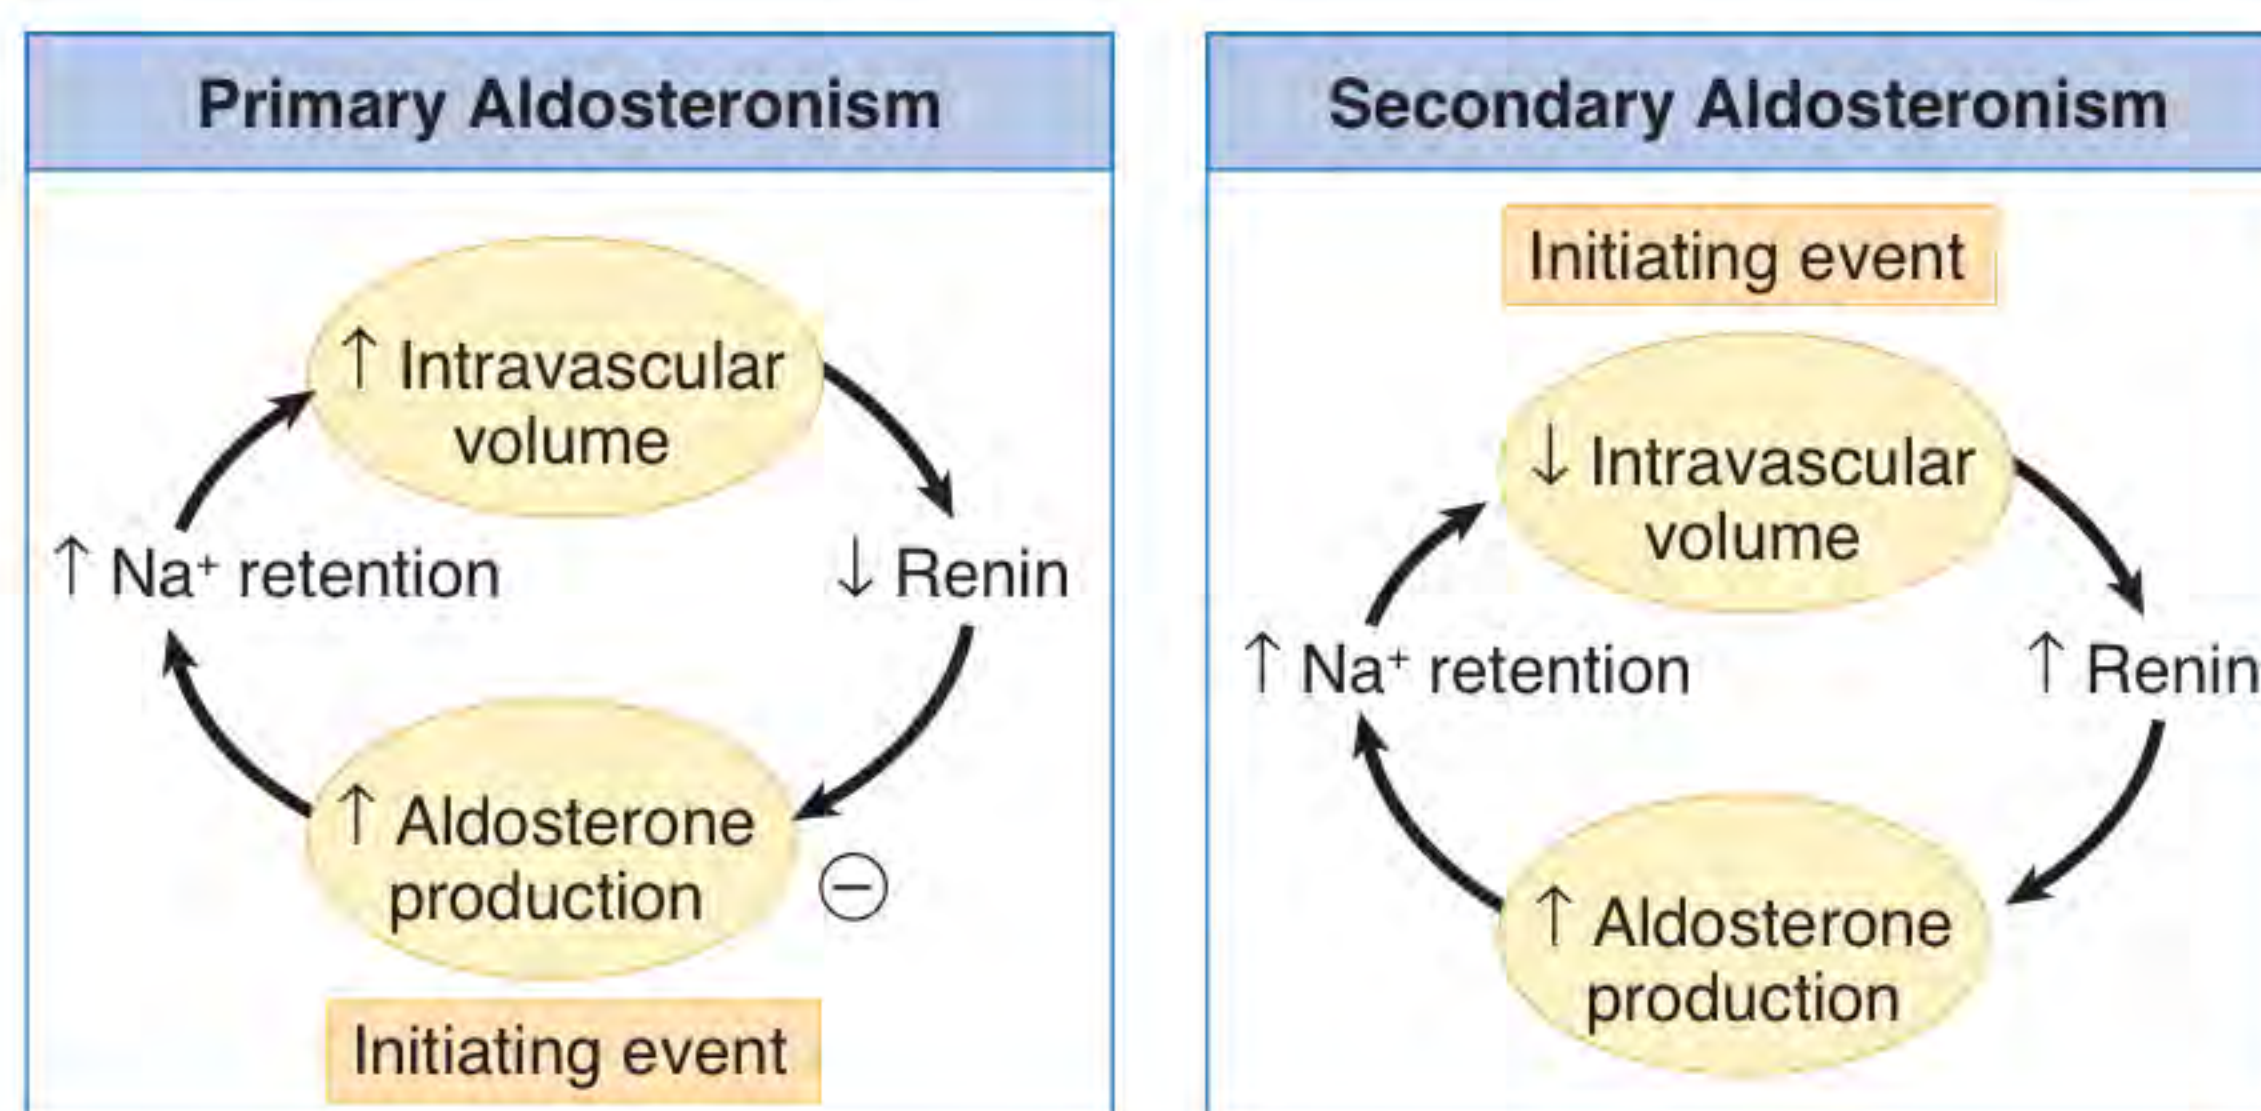 Primary Aldosteronism
↑ Intravascular
volume
↑ Na⁺ retention
↓ Renin
↑ Aldosterone
production
⊖
Initiating event
Secondary Aldosteronism
Initiating event
↓ Intravascular
volume
↑ Na⁺ retention
↑ Renin
↑ Aldosterone
production